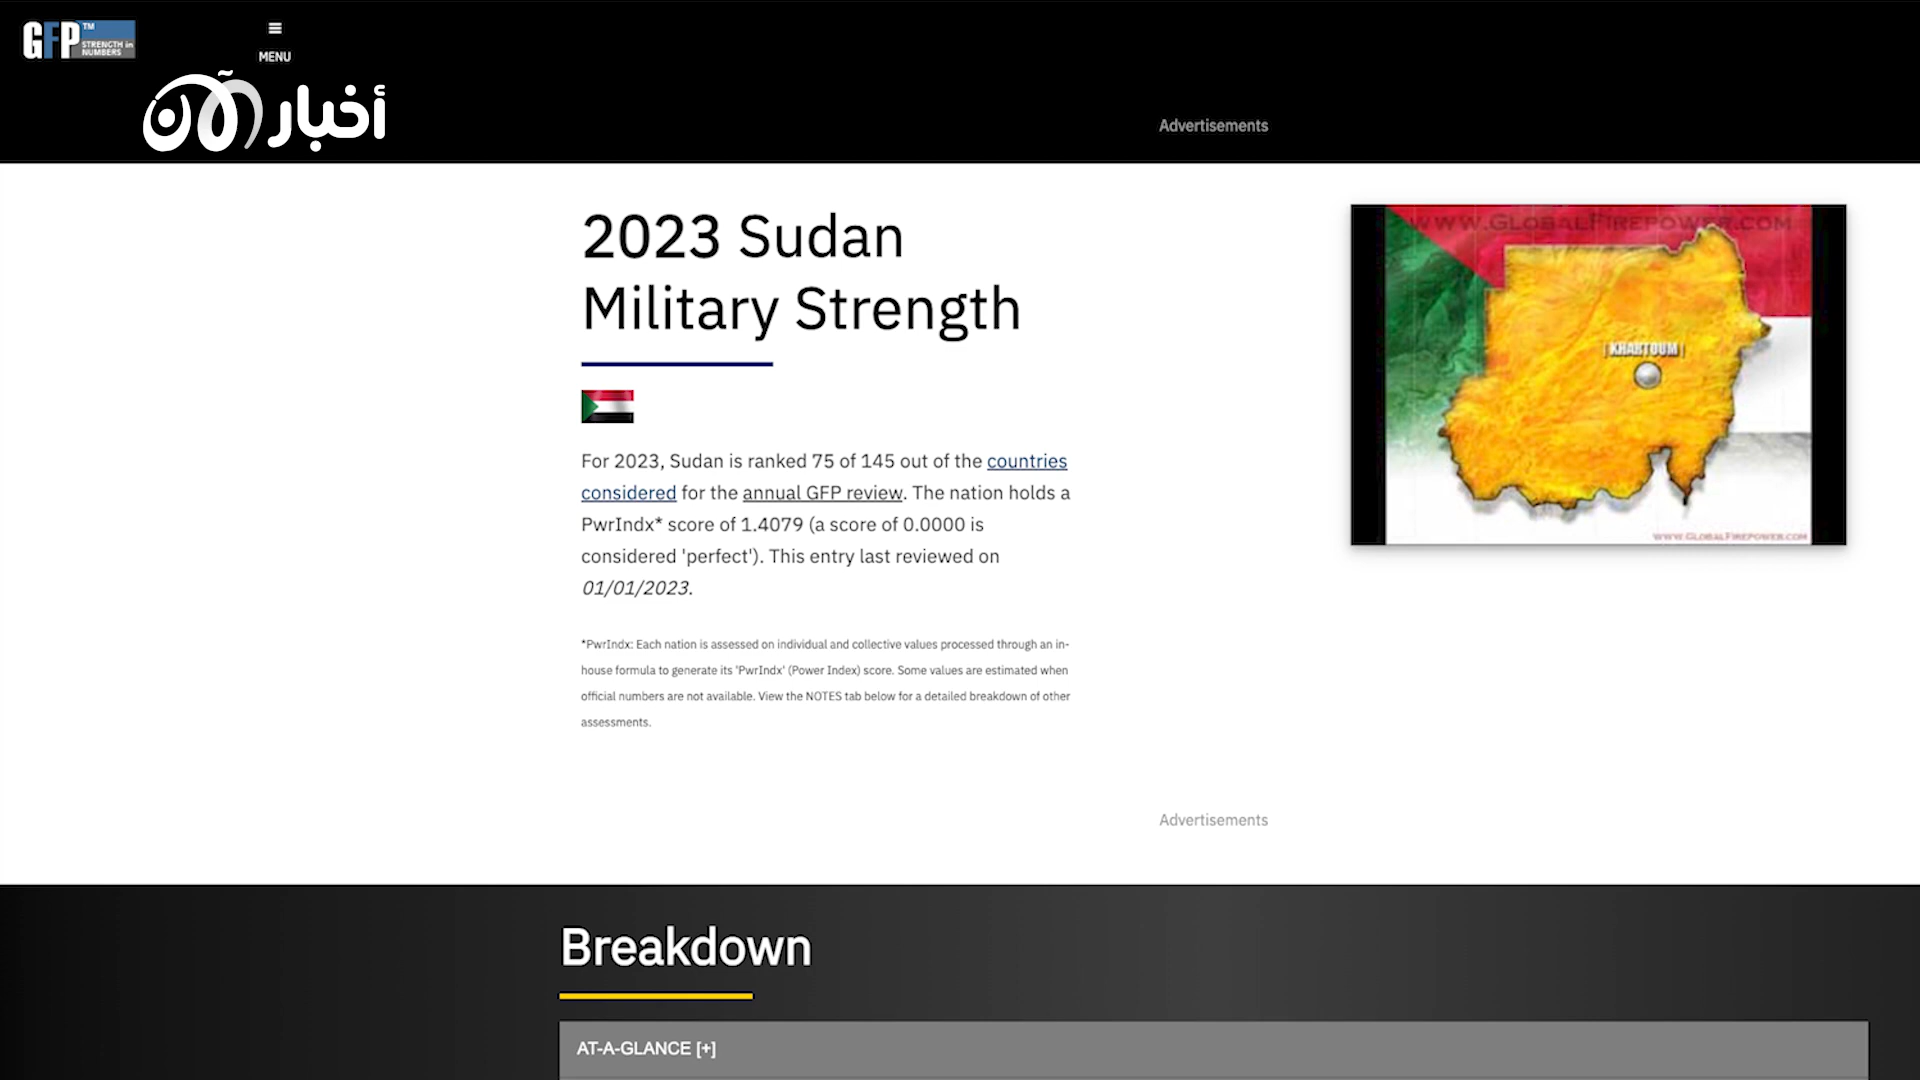 GFP™
STRENGTH in
NUMBERS
MENU
أخبار الآن
Advertisements
2023 Sudan
Military Strength
WWW.GLOBALFIREPOWER.COM
KHARTOUM
WWW.GLOBALFIREPOWER.COM
For 2023, Sudan is ranked 75 of 145 out of the countries
considered for the annual GFP review. The nation holds a
PwrIndx* score of 1.4079 (a score of 0.0000 is
considered 'perfect'). This entry last reviewed on
01/01/2023.
*PwrIndx: Each nation is assessed on individual and collective values processed through an in-
house formula to generate its 'PwrIndx' (Power Index) score. Some values are estimated when
official numbers are not available. View the NOTES tab below for a detailed breakdown of other
assessments.
Advertisements
Breakdown
AT-A-GLANCE [+]